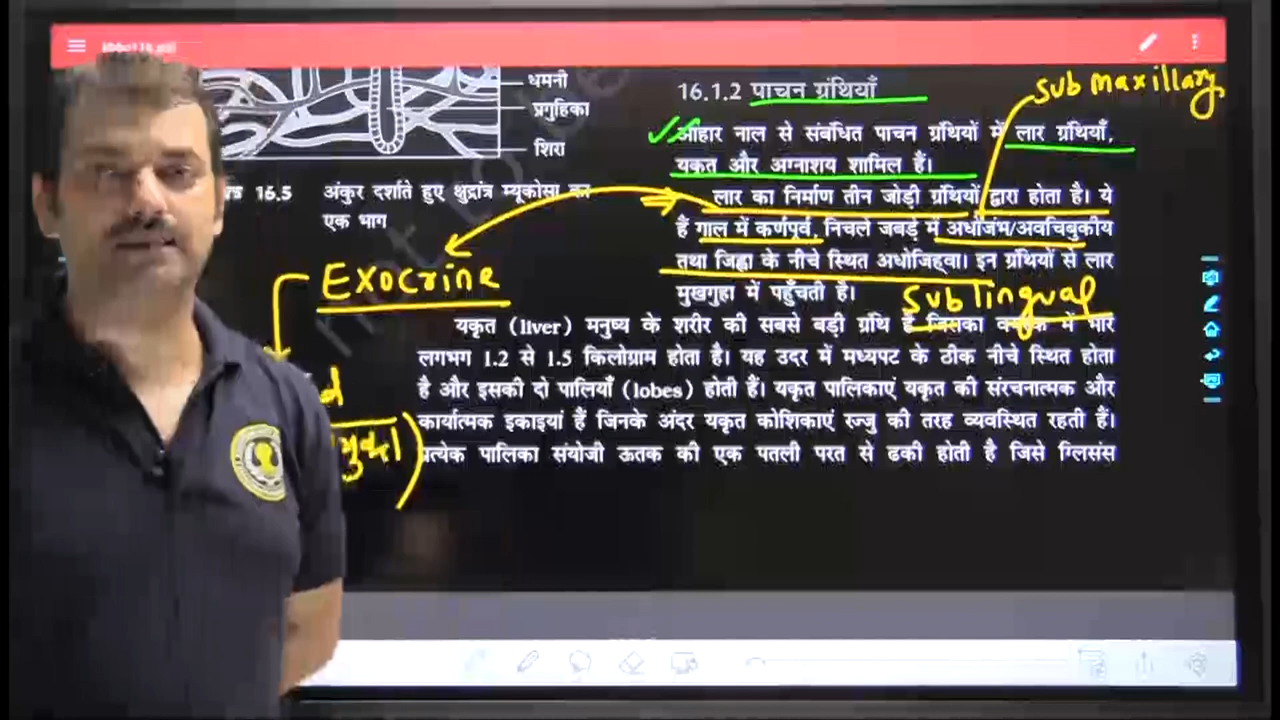 धमनी
प्रगुहिका
शिरा
16.5 अंकुर दर्शाते हुए क्षुद्रांत्र म्यूकोसा का
एक भाग
16.1.2 पाचन ग्रंथियाँ
Sub maxillary
आहार नाल से संबंधित पाचन ग्रंथियों में लार ग्रंथियाँ,
यकृत और अग्नाशय शामिल हैं।
लार का निर्माण तीन जोड़ी ग्रंथियों द्वारा होता है। ये
हैं गाल में कर्णपूर्व, निचले जबड़े में अधोजंभ/अवचिबुकीय
तथा जिह्वा के नीचे स्थित अधोजिह्वा। इन ग्रंथियों से लार
मुखगुहा में पहुँचती है।
Sublingual
Exocrine
यकृत (liver) मनुष्य के शरीर की सबसे बड़ी ग्रंथि है जिसका में भार
लगभग 1.2 से 1.5 किलोग्राम होता है। यह उदर में मध्यपट के ठीक नीचे स्थित होता
है और इसकी दो पालियाँ (lobes) होती हैं। यकृत पालिकाएं यकृत की संरचनात्मक और
कार्यात्मक इकाइयां हैं जिनके अंदर यकृत कोशिकाएं रज्जु की तरह व्यवस्थित रहती हैं।
प्रत्येक पालिका संयोजी ऊतक की एक पतली परत से ढकी होती है जिसे ग्लिसंस